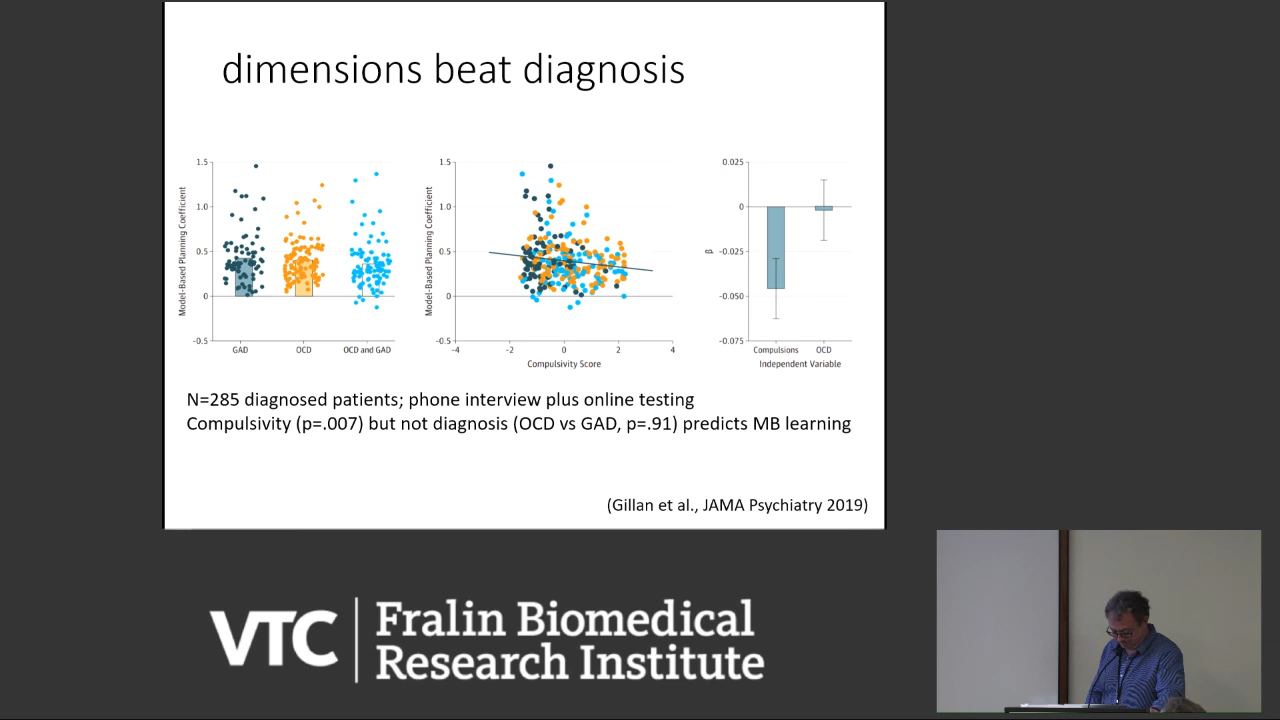 dimensions beat diagnosis
Model-Based Planning Coefficient
1.5
1.0
0.5
0
-0.5
GAD
OCD
OCD and GAD
Model-Based Planning Coefficient
1.5
1.0
0.5
0
-0.5
-4
-2
0
2
4
Compulsivity Score
β
0.025
0
-0.025
-0.050
-0.075
Compulsions
OCD
Independent Variable
N=285 diagnosed patients; phone interview plus online testing
Compulsivity (p=.007) but not diagnosis (OCD vs GAD, p=.91) predicts MB learning
(Gillan et al., JAMA Psychiatry 2019)
VTC
Fralin Biomedical
Research Institute